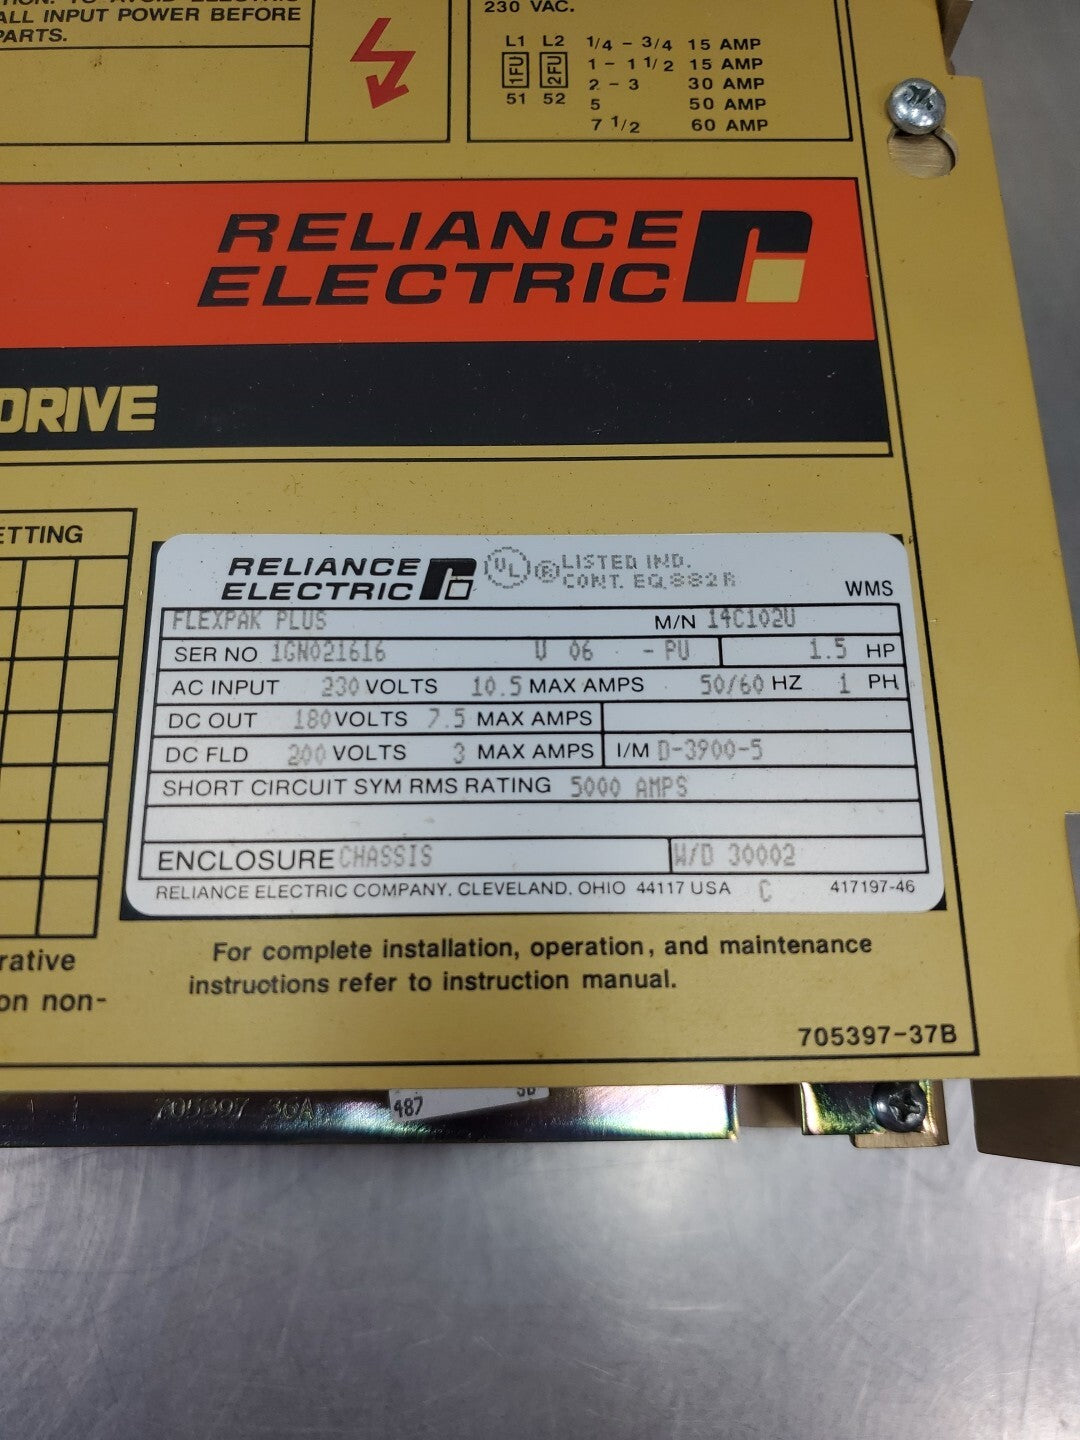 ALL INPUT POWER BEFORE
PARTS.
230 VAC.
L1 L2 1/4 - 3/4 15 AMP
1FU 2FU 1 - 1 1/2 15 AMP
2 - 3 30 AMP
51 52 5 50 AMP
7 1/2 60 AMP
RELIANCE
ELECTRIC
DRIVE
ETTING
RELIANCE
ELECTRIC
UL ® LISTED IND.
CONT. EQ. 882R
WMS
FLEXPAK PLUS M/N 14C102U
SER NO 1GN021616 U 06 - PU 1.5 HP
AC INPUT 230 VOLTS 10.5 MAX AMPS 50/60 HZ 1 PH
DC OUT 180 VOLTS 7.5 MAX AMPS
DC FLD 200 VOLTS 3 MAX AMPS I/M D-3900-5
SHORT CIRCUIT SYM RMS RATING 5000 AMPS
ENCLOSURE CHASSIS W/D 30002
RELIANCE ELECTRIC COMPANY, CLEVELAND, OHIO 44117 USA C 417197-46
rative
on non-
For complete installation, operation, and maintenance
instructions refer to instruction manual.
705397-37B
705397 36A
487